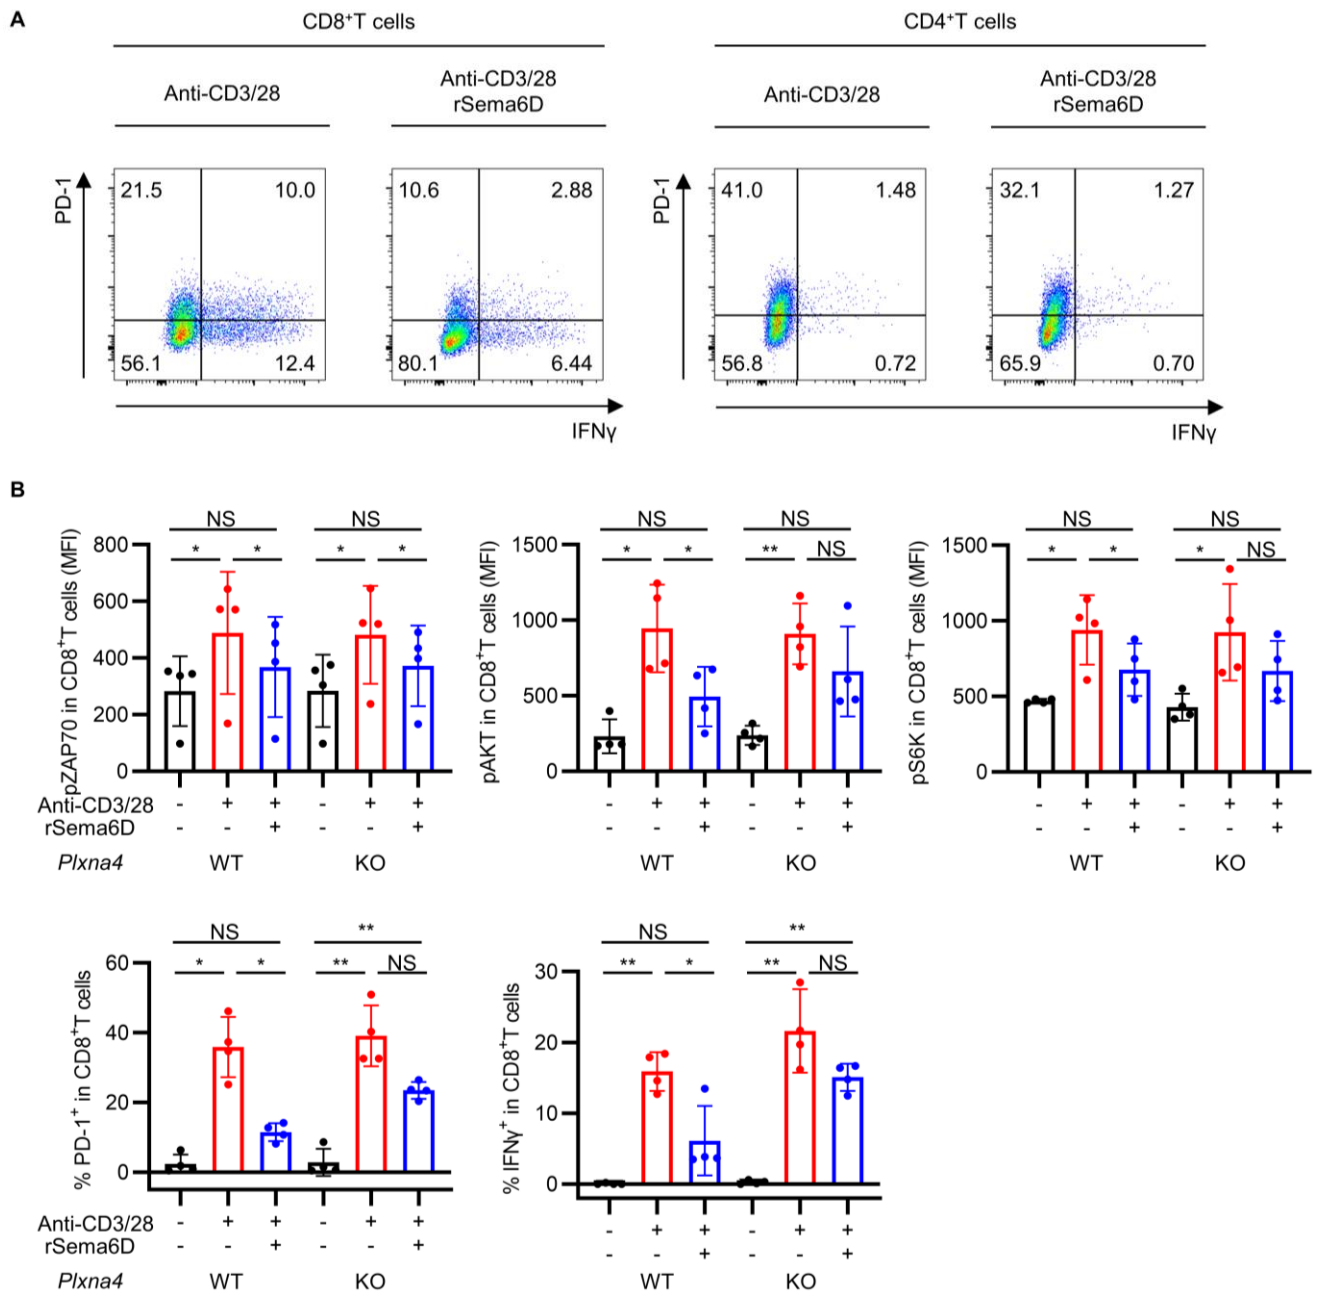 A
CD8⁺T cells
CD4⁺T cells
Anti-CD3/28
Anti-CD3/28
rSema6D
Anti-CD3/28
Anti-CD3/28
rSema6D
PD-1
21.5 10.0
56.1 12.4
10.6 2.88
80.1 6.44
IFNγ
PD-1
41.0 1.48
56.8 0.72
32.1 1.27
65.9 0.70
IFNγ
B
pZAP70 in CD8⁺T cells (MFI)
800
600
400
200
0
NS NS
* * * *
Anti-CD3/28 - + + - + +
rSema6D - - + - - +
Plxna4 WT KO
pAKT in CD8⁺T cells (MFI)
1500
1000
500
0
NS NS
* * ** NS
- + + - + +
- - + - - +
WT KO
pS6K in CD8⁺T cells (MFI)
1500
1000
500
0
NS NS
* * * NS
- + + - + +
- - + - - +
WT KO
% PD-1⁺ in CD8⁺T cells
60
40
20
0
NS **
* * ** NS
Anti-CD3/28 - + + - + +
rSema6D - - + - - +
Plxna4 WT KO
% IFNγ⁺ in CD8⁺T cells
30
20
10
0
NS **
** * ** NS
- + + - + +
- - + - - +
WT KO